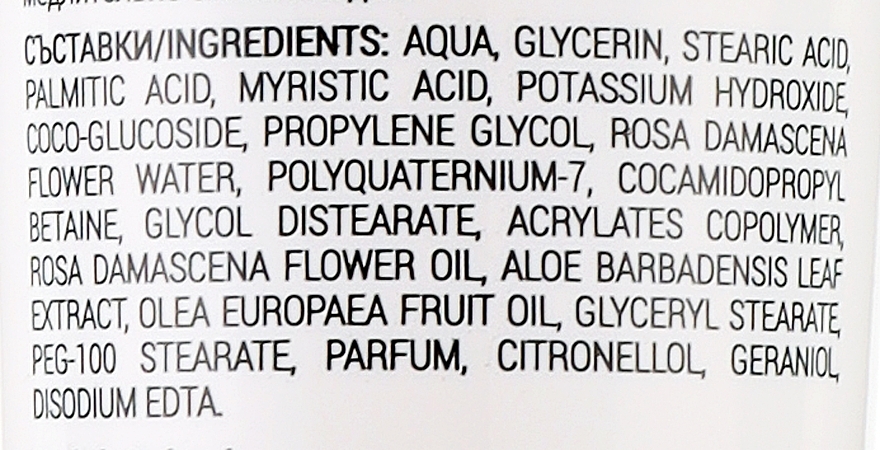 СЪСТАВКИ/INGREDIENTS: AQUA, GLYCERIN, STEARIC ACID,
PALMITIC ACID, MYRISTIC ACID, POTASSIUM HYDROXIDE,
COCO-GLUCOSIDE, PROPYLENE GLYCOL, ROSA DAMASCENA
FLOWER WATER, POLYQUATERNIUM-7, COCAMIDOPROPYL
BETAINE, GLYCOL DISTEARATE, ACRYLATES COPOLYMER,
ROSA DAMASCENA FLOWER OIL, ALOE BARBADENSIS LEAF
EXTRACT, OLEA EUROPAEA FRUIT OIL, GLYCERYL STEARATE,
PEG-100 STEARATE, PARFUM, CITRONELLOL, GERANIOL,
DISODIUM EDTA.